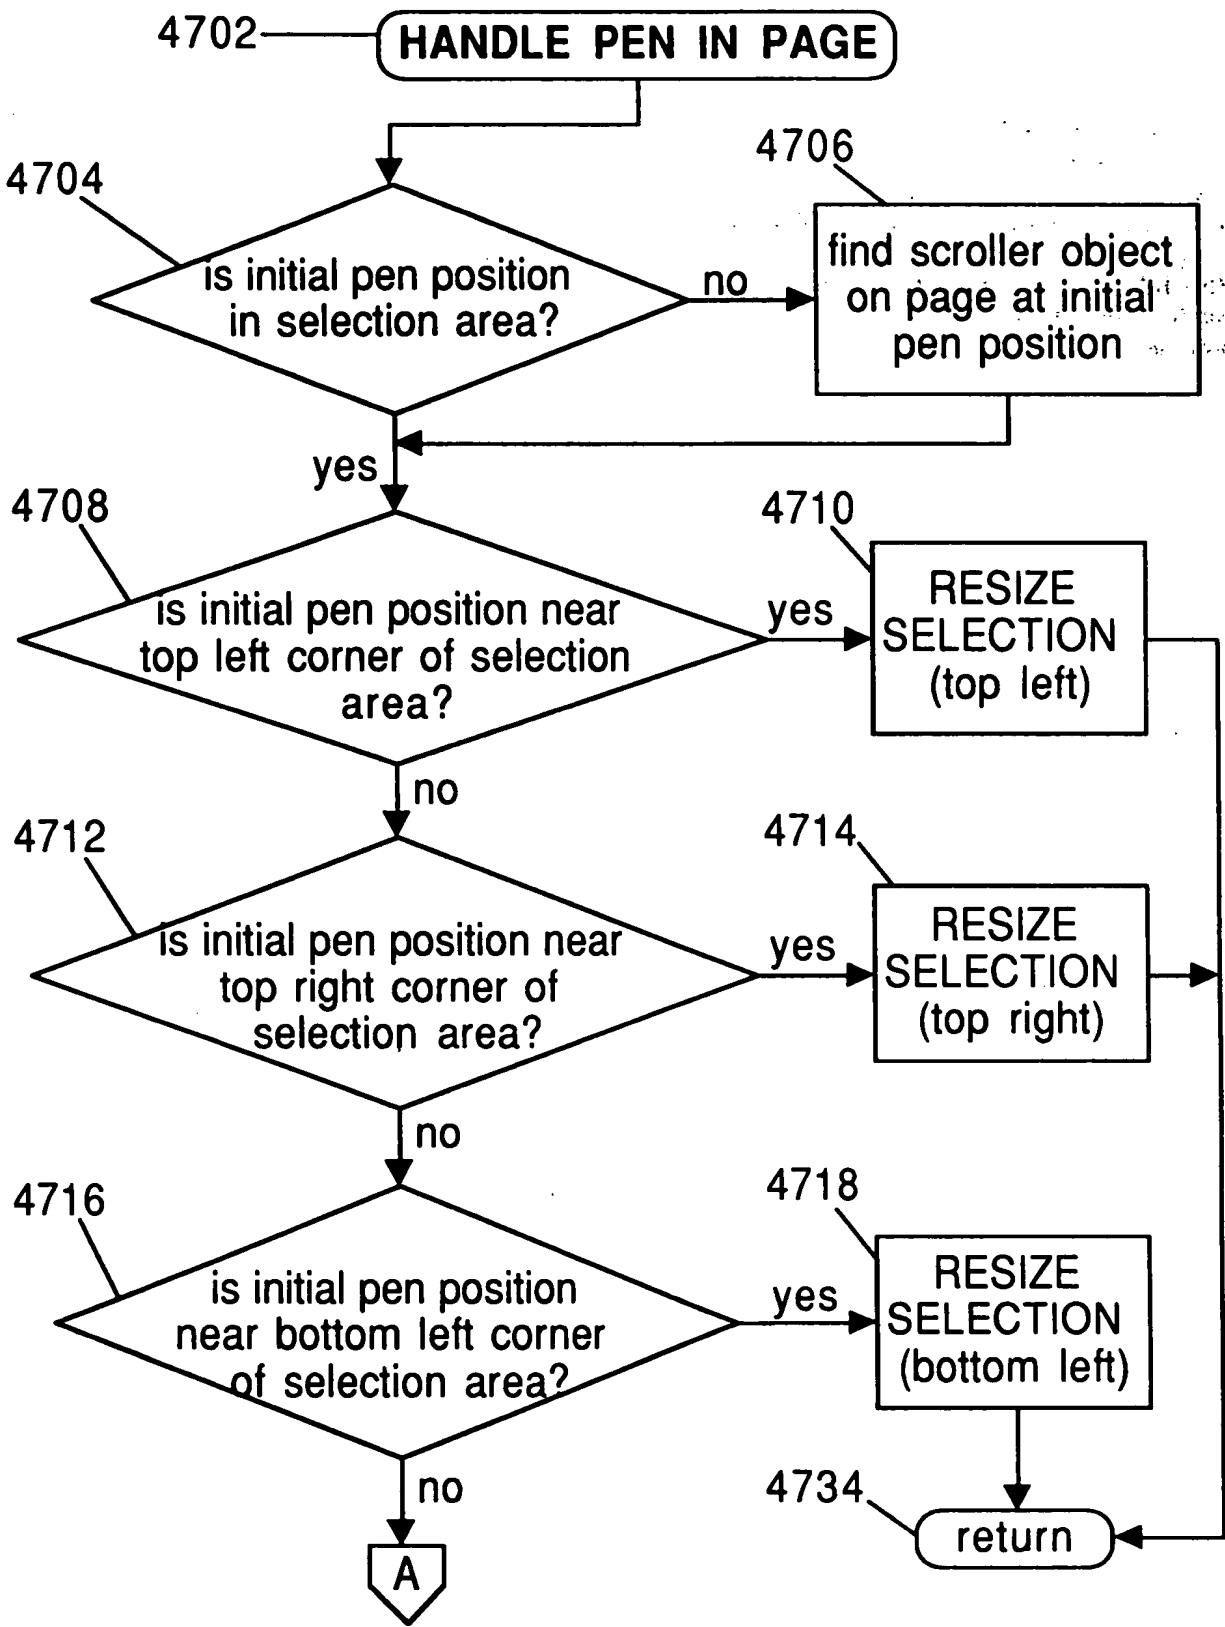 4702
HANDLE PEN IN PAGE
4704
is initial pen position
in selection area?
no
4706
find scroller object
on page at initial
pen position
yes
4708
is initial pen position near
top left corner of selection
area?
yes
4710
RESIZE
SELECTION
(top left)
no
4712
is initial pen position near
top right corner of
selection area?
yes
4714
RESIZE
SELECTION
(top right)
no
4716
is initial pen position
near bottom left corner
of selection area?
yes
4718
RESIZE
SELECTION
(bottom left)
no
4734
return
A